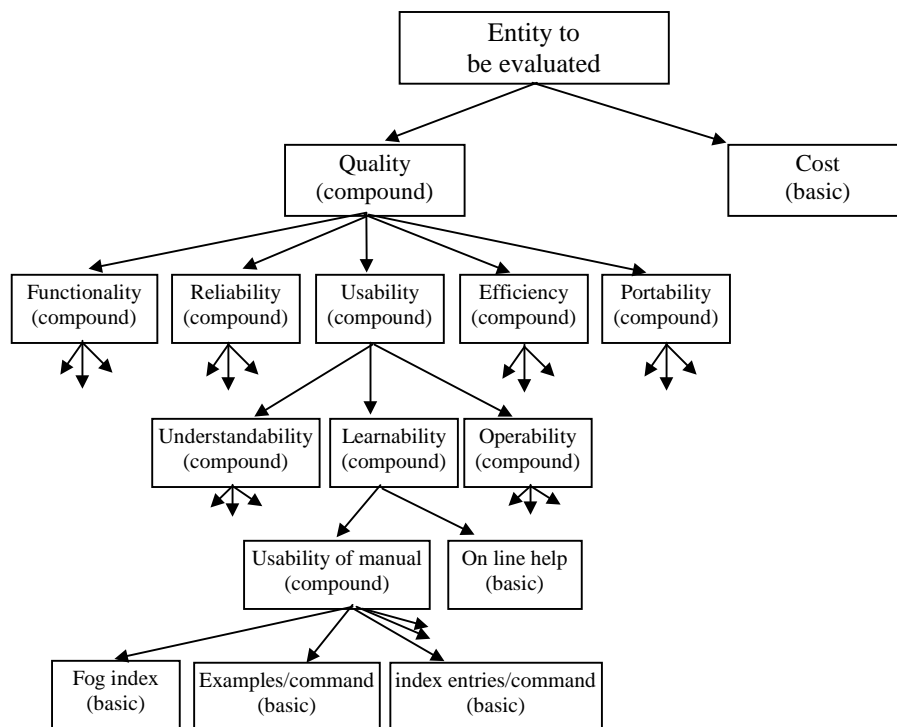 Entity to
be evaluated
Quality
(compound)
Cost
(basic)
Functionality
(compound)
Reliability
(compound)
Usability
(compound)
Efficiency
(compound)
Portability
(compound)
Understandability
(compound)
Learnability
(compound)
Operability
(compound)
Usability of manual
(compound)
On line help
(basic)
Fog index
(basic)
Examples/command
(basic)
index entries/command
(basic)